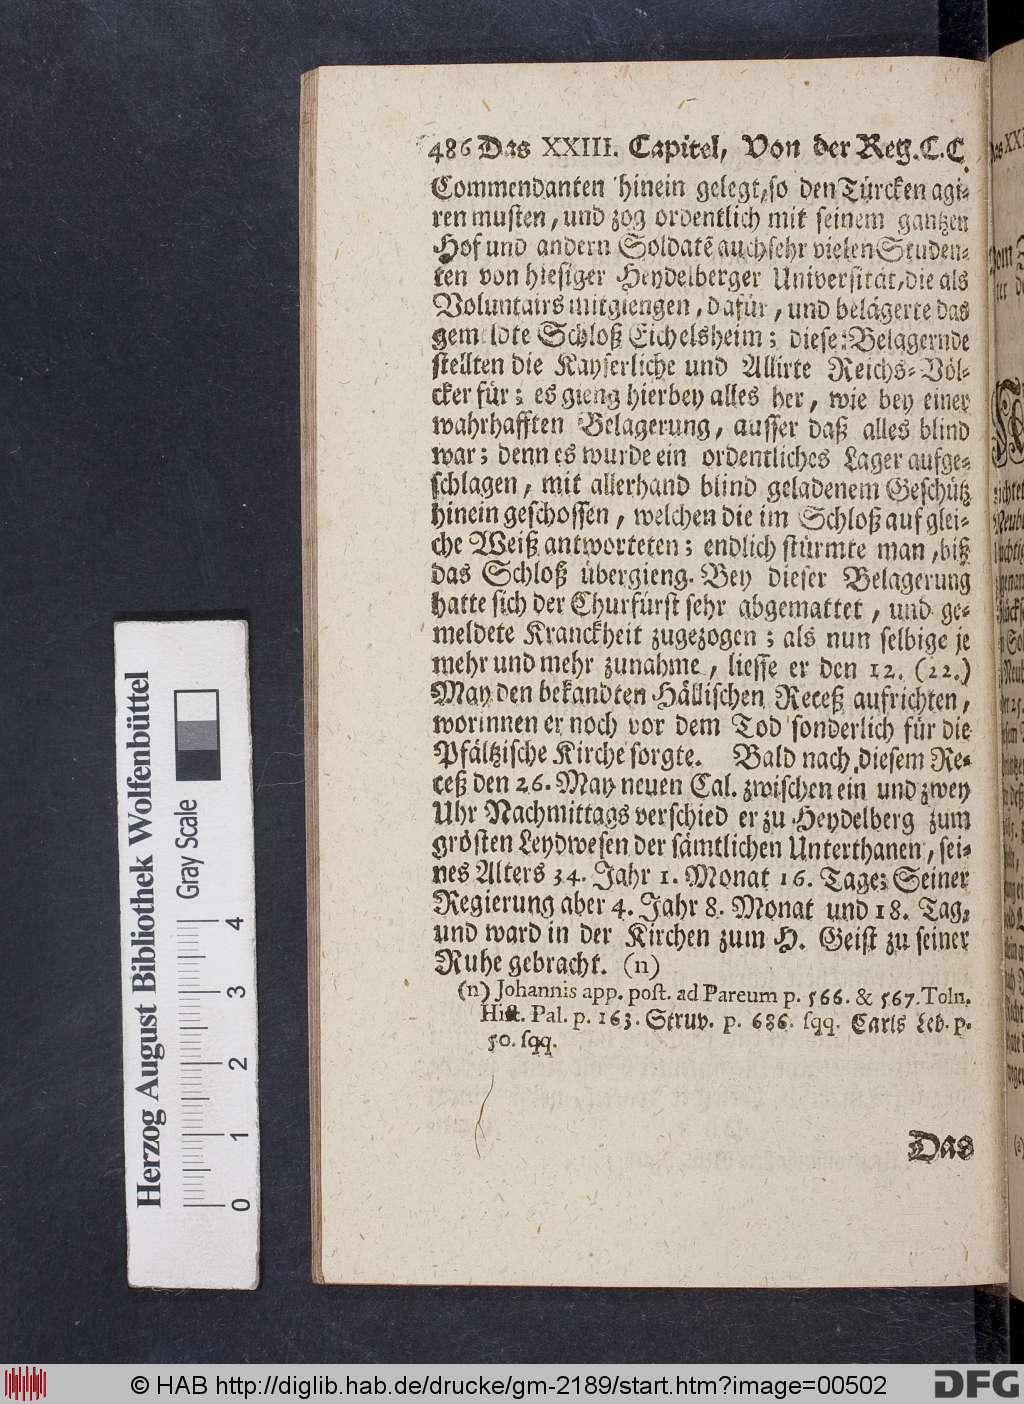 486 Das XXIII. Capitel, Von der Reg. C. C
Commendanten hinein gelegt, so den Türcken agi-
ren musten, und zog ordentlich mit seinem gantzen
Hof und andern Soldatē auch sehr vielen Studen-
ten von hiesiger Heydelberger Universität, die als
Voluntairs mitgiengen, dafür, und belägerte das
gemeldte Schloß Eichelsheim; diese Belagernde
stellten die Kayserliche und Allirte Reichs-Völ-
cker für; es gieng hierbey alles her, wie bey einer
wahrhafften Belagerung, ausser daß alles blind
war; denn es wurde ein ordentliches Lager aufge-
schlagen, mit allerhand blind geladenem Geschütz
hinein geschossen, welchen die im Schloß auf glei-
che Weiß antworteten; endlich stürmte man, biß
das Schloß übergieng. Bey dieser Belagerung
hatte sich der Churfürst sehr abgemattet, und ge-
meldete Kranckheit zugezogen; als nun selbige je
mehr und mehr zunahme, liesse er den 12. (22.)
May den bekandten Hällischen Receß aufrichten,
worinnen er noch vor dem Tod sonderlich für die
Pfältzische Kirche sorgte. Bald nach diesem Re-
ceß den 26. May neuen Cal. zwischen ein und zwey
Uhr Nachmittags verschied er zu Heydelberg zum
grösten Leydwesen der sämtlichen Unterthanen, sei-
nes Alters 34. Jahr 1. Monat 16. Tage; Seiner
Regierung aber 4. Jahr 8. Monat und 18. Tag,
und ward in der Kirchen zum H. Geist zu seiner
Ruhe gebracht. (n)
(n) Johannis app. post. ad Pareum p. 566. & 567. Toln.
Hist. Pal. p. 163. Struv. p. 686. sqq. Carls Leb. p.
50. sqq.
Das
Herzog August Bibliothek Wolfenbüttel
Gray Scale
0 1 2 3 4
© HAB http://diglib.hab.de/drucke/gm-2189/start.htm?image=00502
DFG